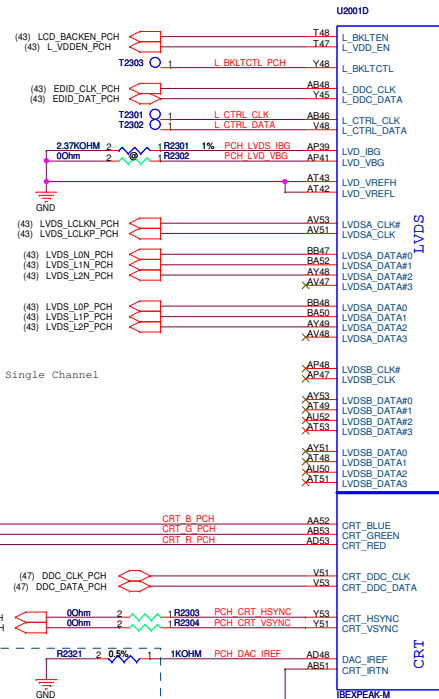 U2001D
(43) LCD_BACKEN_PCH T48 L_BKLTEN
(43) L_VDDEN_PCH T47 L_VDD_EN
T2303 1 L_BKLTCTL_PCH Y48 L_BKLTCTL
(43) EDID_CLK_PCH AB48 L_DDC_CLK
(43) EDID_DAT_PCH Y45 L_DDC_DATA
T2301 1 L_CTRL_CLK AB46 L_CTRL_CLK
T2302 1 L_CTRL_DATA V48 L_CTRL_DATA
2.37KOHM 2 1 R2301 1% PCH_LVDS_IBG AP39 LVD_IBG
0Ohm 2 @ 1 R2302 PCH_LVD_VBG AP41 LVD_VBG
AT43 LVD_VREFH
AT42 LVD_VREFL
GND
LVDS
(43) LVDS_LCLKN_PCH AV53 LVDSA_CLK#
(43) LVDS_LCLKP_PCH AV51 LVDSA_CLK
(43) LVDS_L0N_PCH BB47 LVDSA_DATA#0
(43) LVDS_L1N_PCH BA52 LVDSA_DATA#1
(43) LVDS_L2N_PCH AY48 LVDSA_DATA#2
AV47 LVDSA_DATA#3
(43) LVDS_L0P_PCH BB48 LVDSA_DATA0
(43) LVDS_L1P_PCH BA50 LVDSA_DATA1
(43) LVDS_L2P_PCH AY49 LVDSA_DATA2
AV48 LVDSA_DATA3
Single Channel
AP48 LVDSB_CLK#
AP47 LVDSB_CLK
AY53 LVDSB_DATA#0
AT49 LVDSB_DATA#1
AU52 LVDSB_DATA#2
AT53 LVDSB_DATA#3
AY51 LVDSB_DATA0
AT48 LVDSB_DATA1
AU50 LVDSB_DATA2
AT51 LVDSB_DATA3
CRT_B_PCH AA52 CRT_BLUE
CRT_G_PCH AB53 CRT_GREEN
CRT_R_PCH AD53 CRT_RED
(47) DDC_CLK_PCH V51 CRT_DDC_CLK
(47) DDC_DATA_PCH V53 CRT_DDC_DATA
H 0Ohm 2 1 R2303 PCH_CRT_HSYNC Y53 CRT_HSYNC
H 0Ohm 2 1 R2304 PCH_CRT_VSYNC Y51 CRT_VSYNC
R2321 2 0.5% 1 1KOHM PCH_DAC_IREF AD48 DAC_IREF
AB51 CRT_IRTN
CRT
GND
IBEXPEAK-M